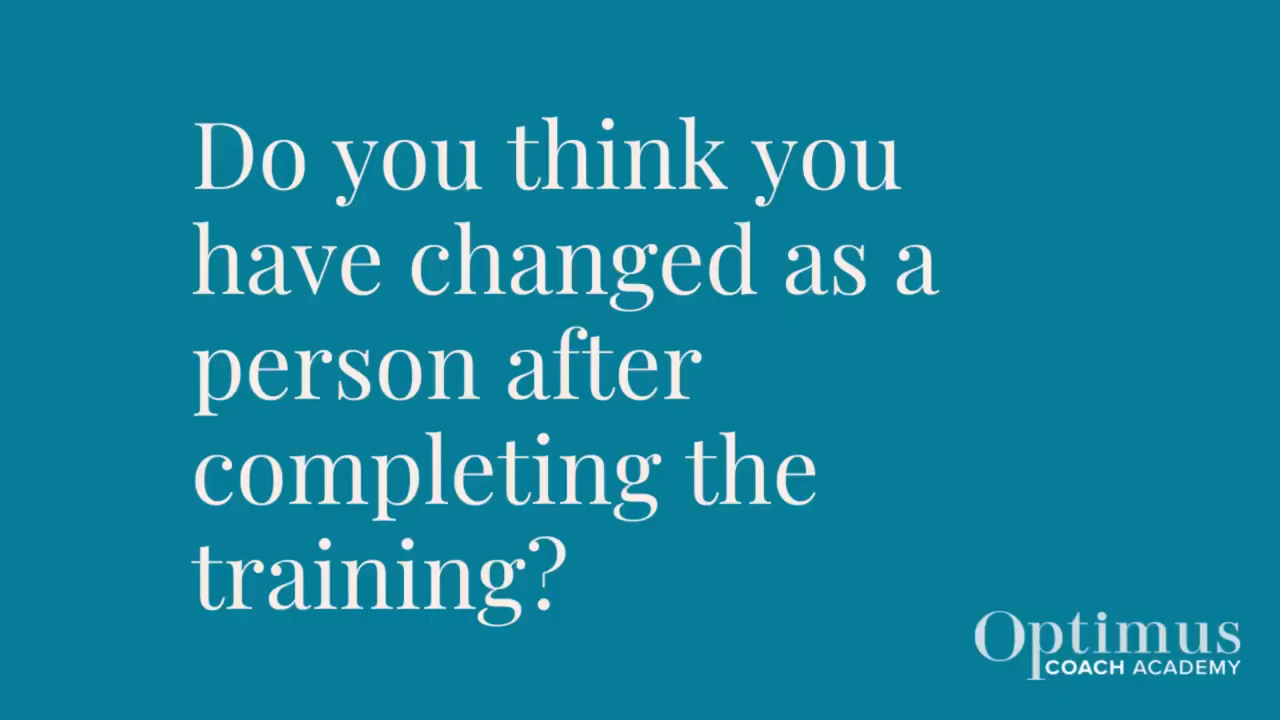 Do you think you
have changed as a
person after
completing the
training?
Optimus
COACH ACADEMY